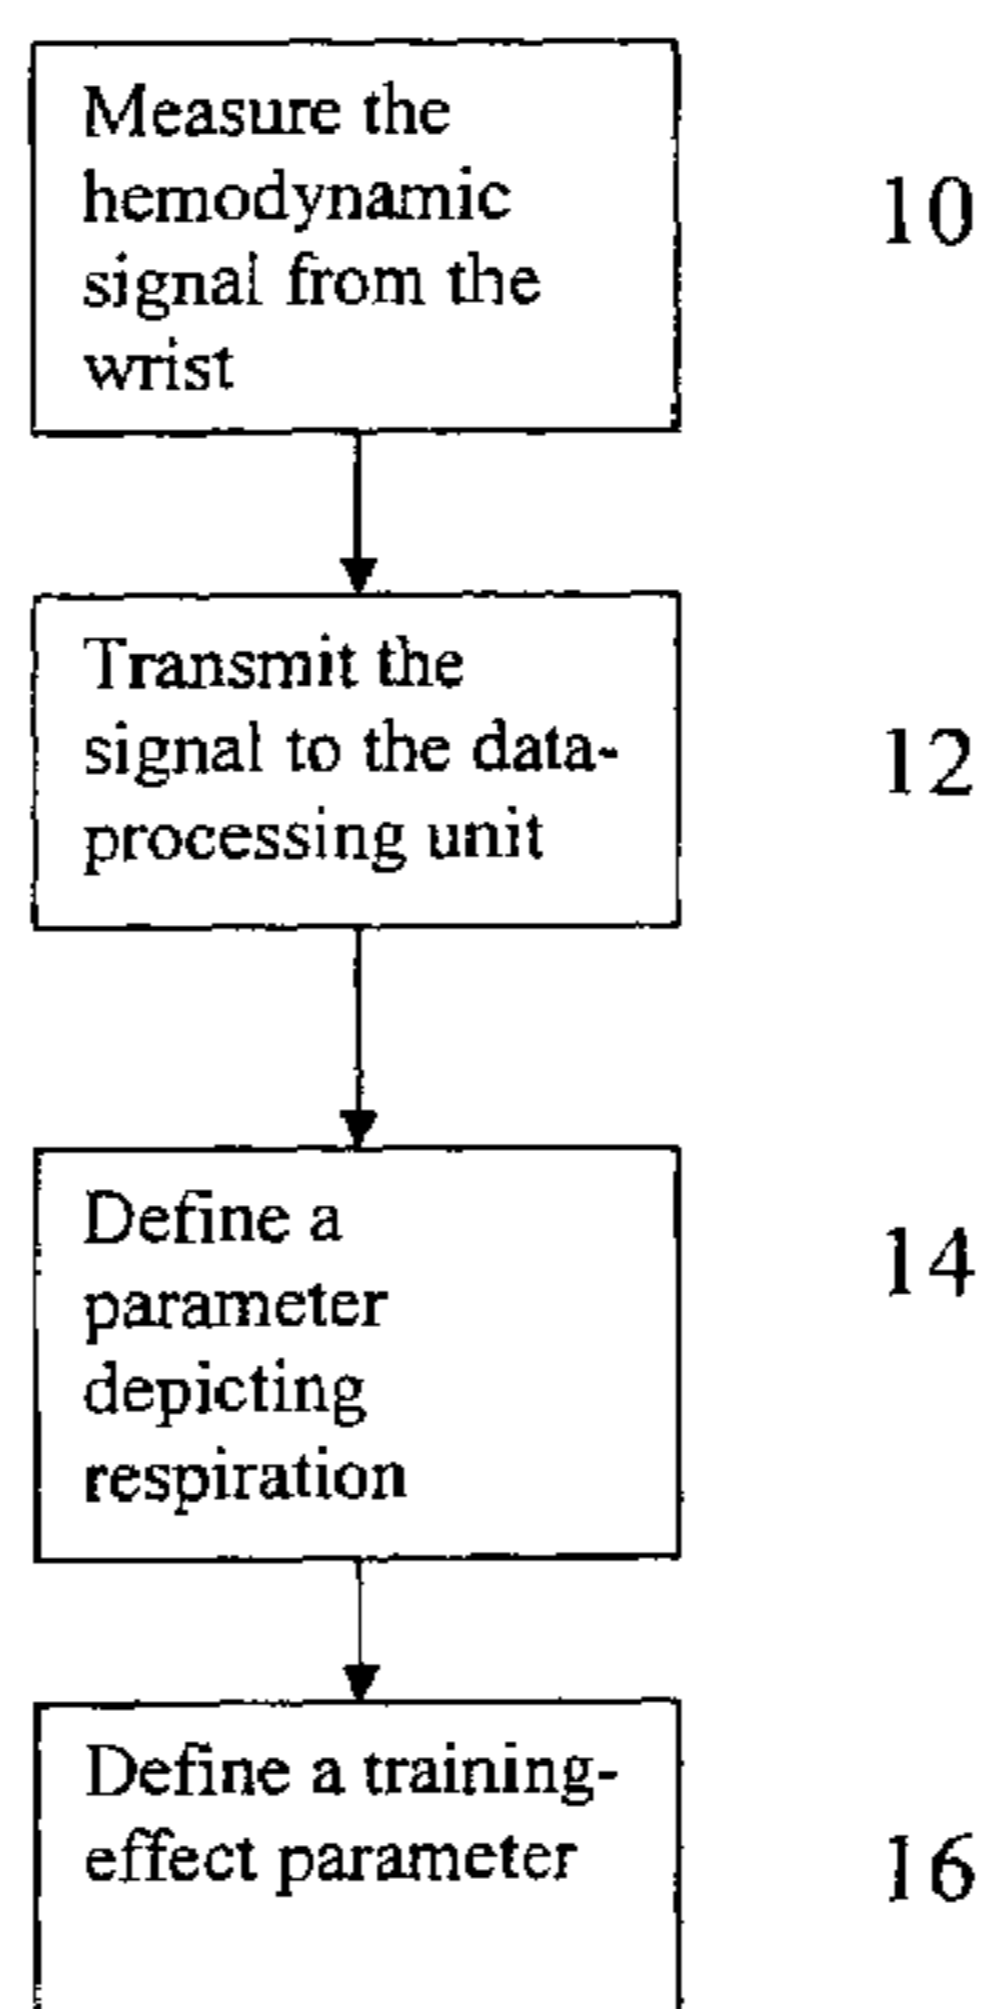 Measure the
hemodynamic
signal from the
wrist
10
Transmit the
signal to the data-
processing unit
12
Define a
parameter
depicting
respiration
14
Define a training-
effect parameter
16